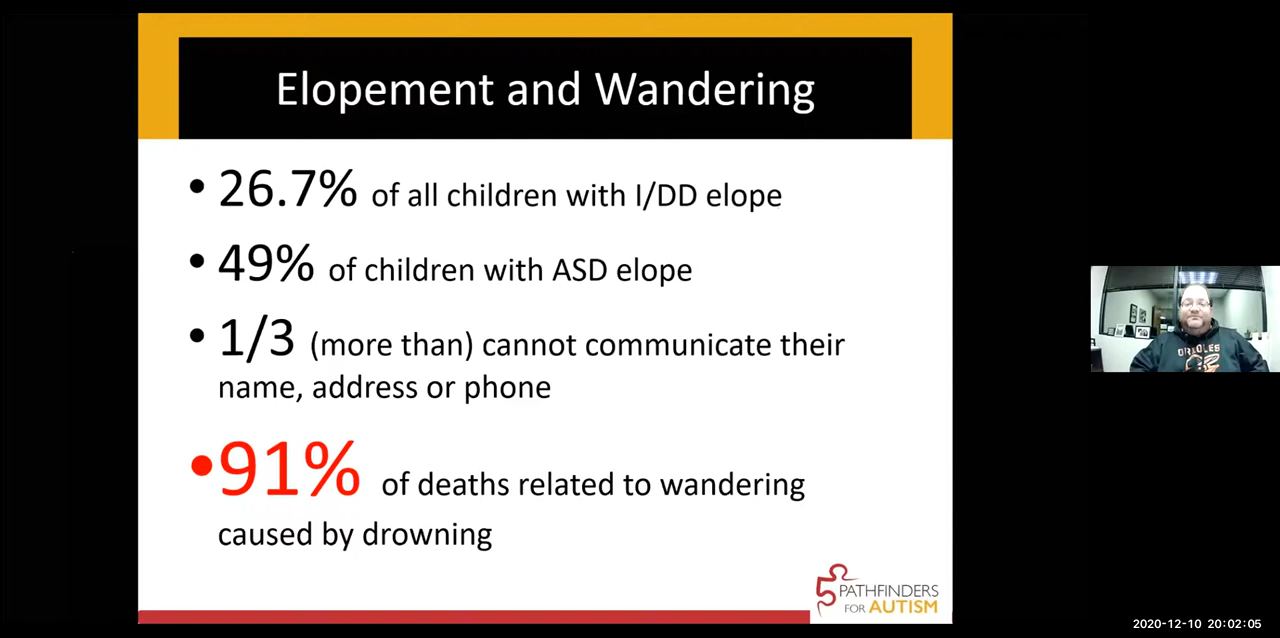 Elopement and Wandering
• 26.7% of all children with I/DD elope
• 49% of children with ASD elope
• 1/3 (more than) cannot communicate their
name, address or phone
• 91% of deaths related to wandering
caused by drowning
PATHFINDERS
FOR AUTISM
ORIOLES
2020-12-10 20:02:05